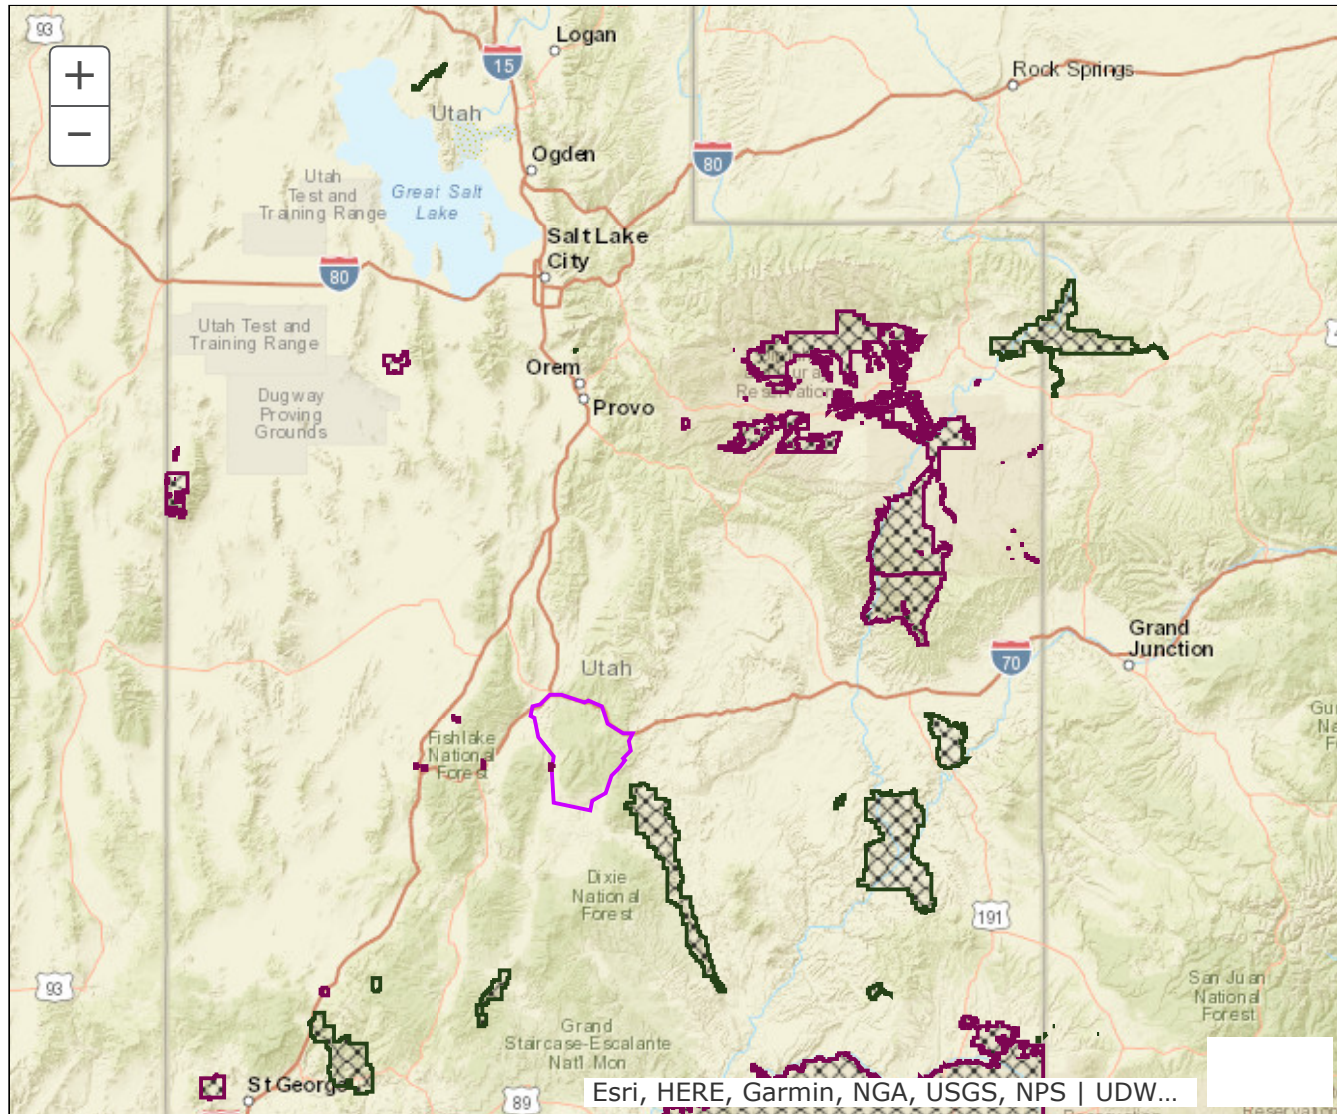 93
+
−
Logan
15
Rock Springs
Utah
Ogden
80
Utah
Test and
Training Range
Great Salt
Lake
Salt Lake
City
80
Utah Test and
Training Range
Orem
Provo
Dugway
Proving
Grounds
Grand
Junction
70
Utah
Fishlake
National
Forest
Dixie
National
Forest
191
93
San Juan
National
Forest
Grand
Staircase-Escalante
Nat'l Mon
St George
89
Esri, HERE, Garmin, NGA, USGS, NPS | UDW...